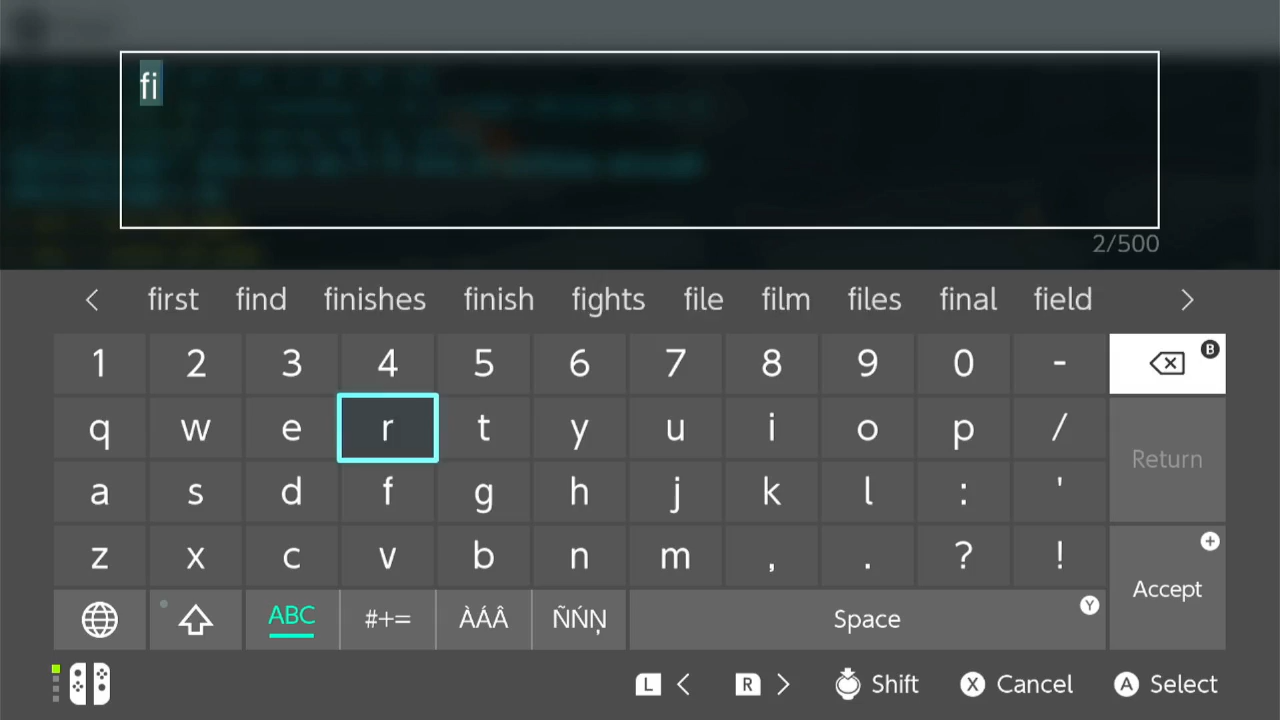 fi
2/500
first find finishes finish fights file film files final field
1 2 3 4 5 6 7 8 9 0 - B
q w e r t y u i o p / Return
a s d f g h j k l : '
z x c v b n m , . ? ! + Accept
ABC #+= ÀÁÂ ÑŃŅ Space Y
L R Shift X Cancel A Select